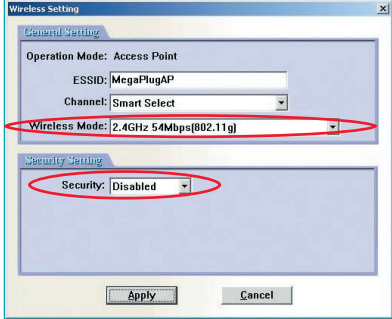 Wireless Setting
General Setting
Operation Mode: Access Point
ESSID: MegaPlugAP
Channel: Smart Select
Wireless Mode: 2.4GHz 54Mbps(802.11g)
Security Setting
Security: Disabled
Apply Cancel